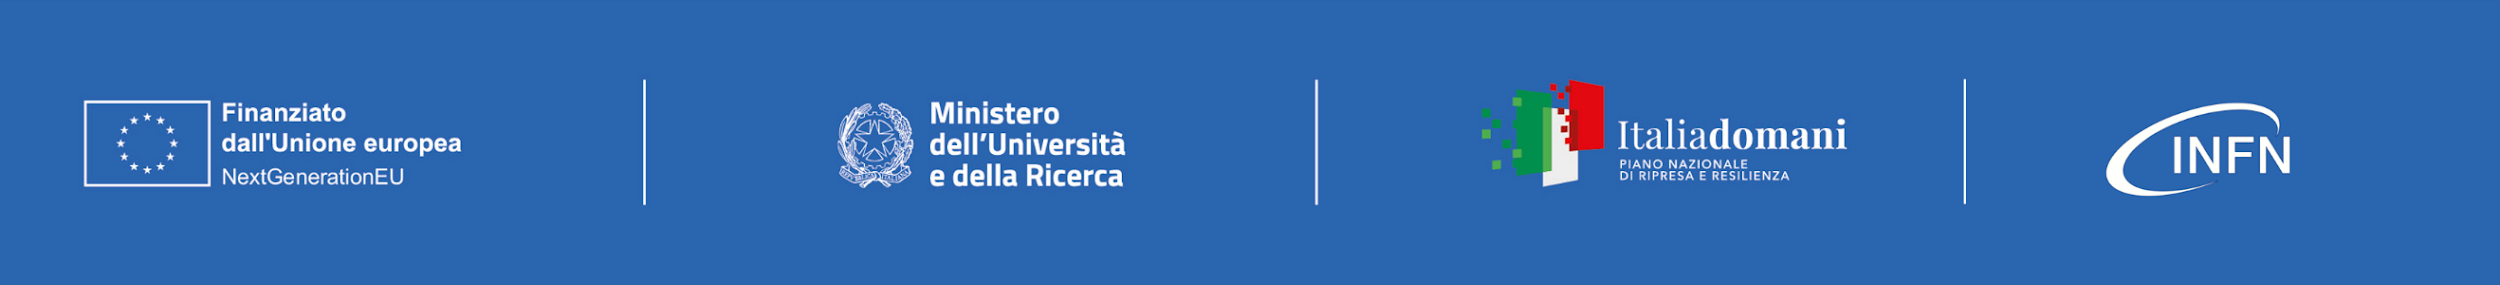 Finanziato
dall'Unione europea
NextGenerationEU
Ministero
dell’Università
e della Ricerca
Italiadomani
PIANO NAZIONALE
DI RIPRESA E RESILIENZA
INFN